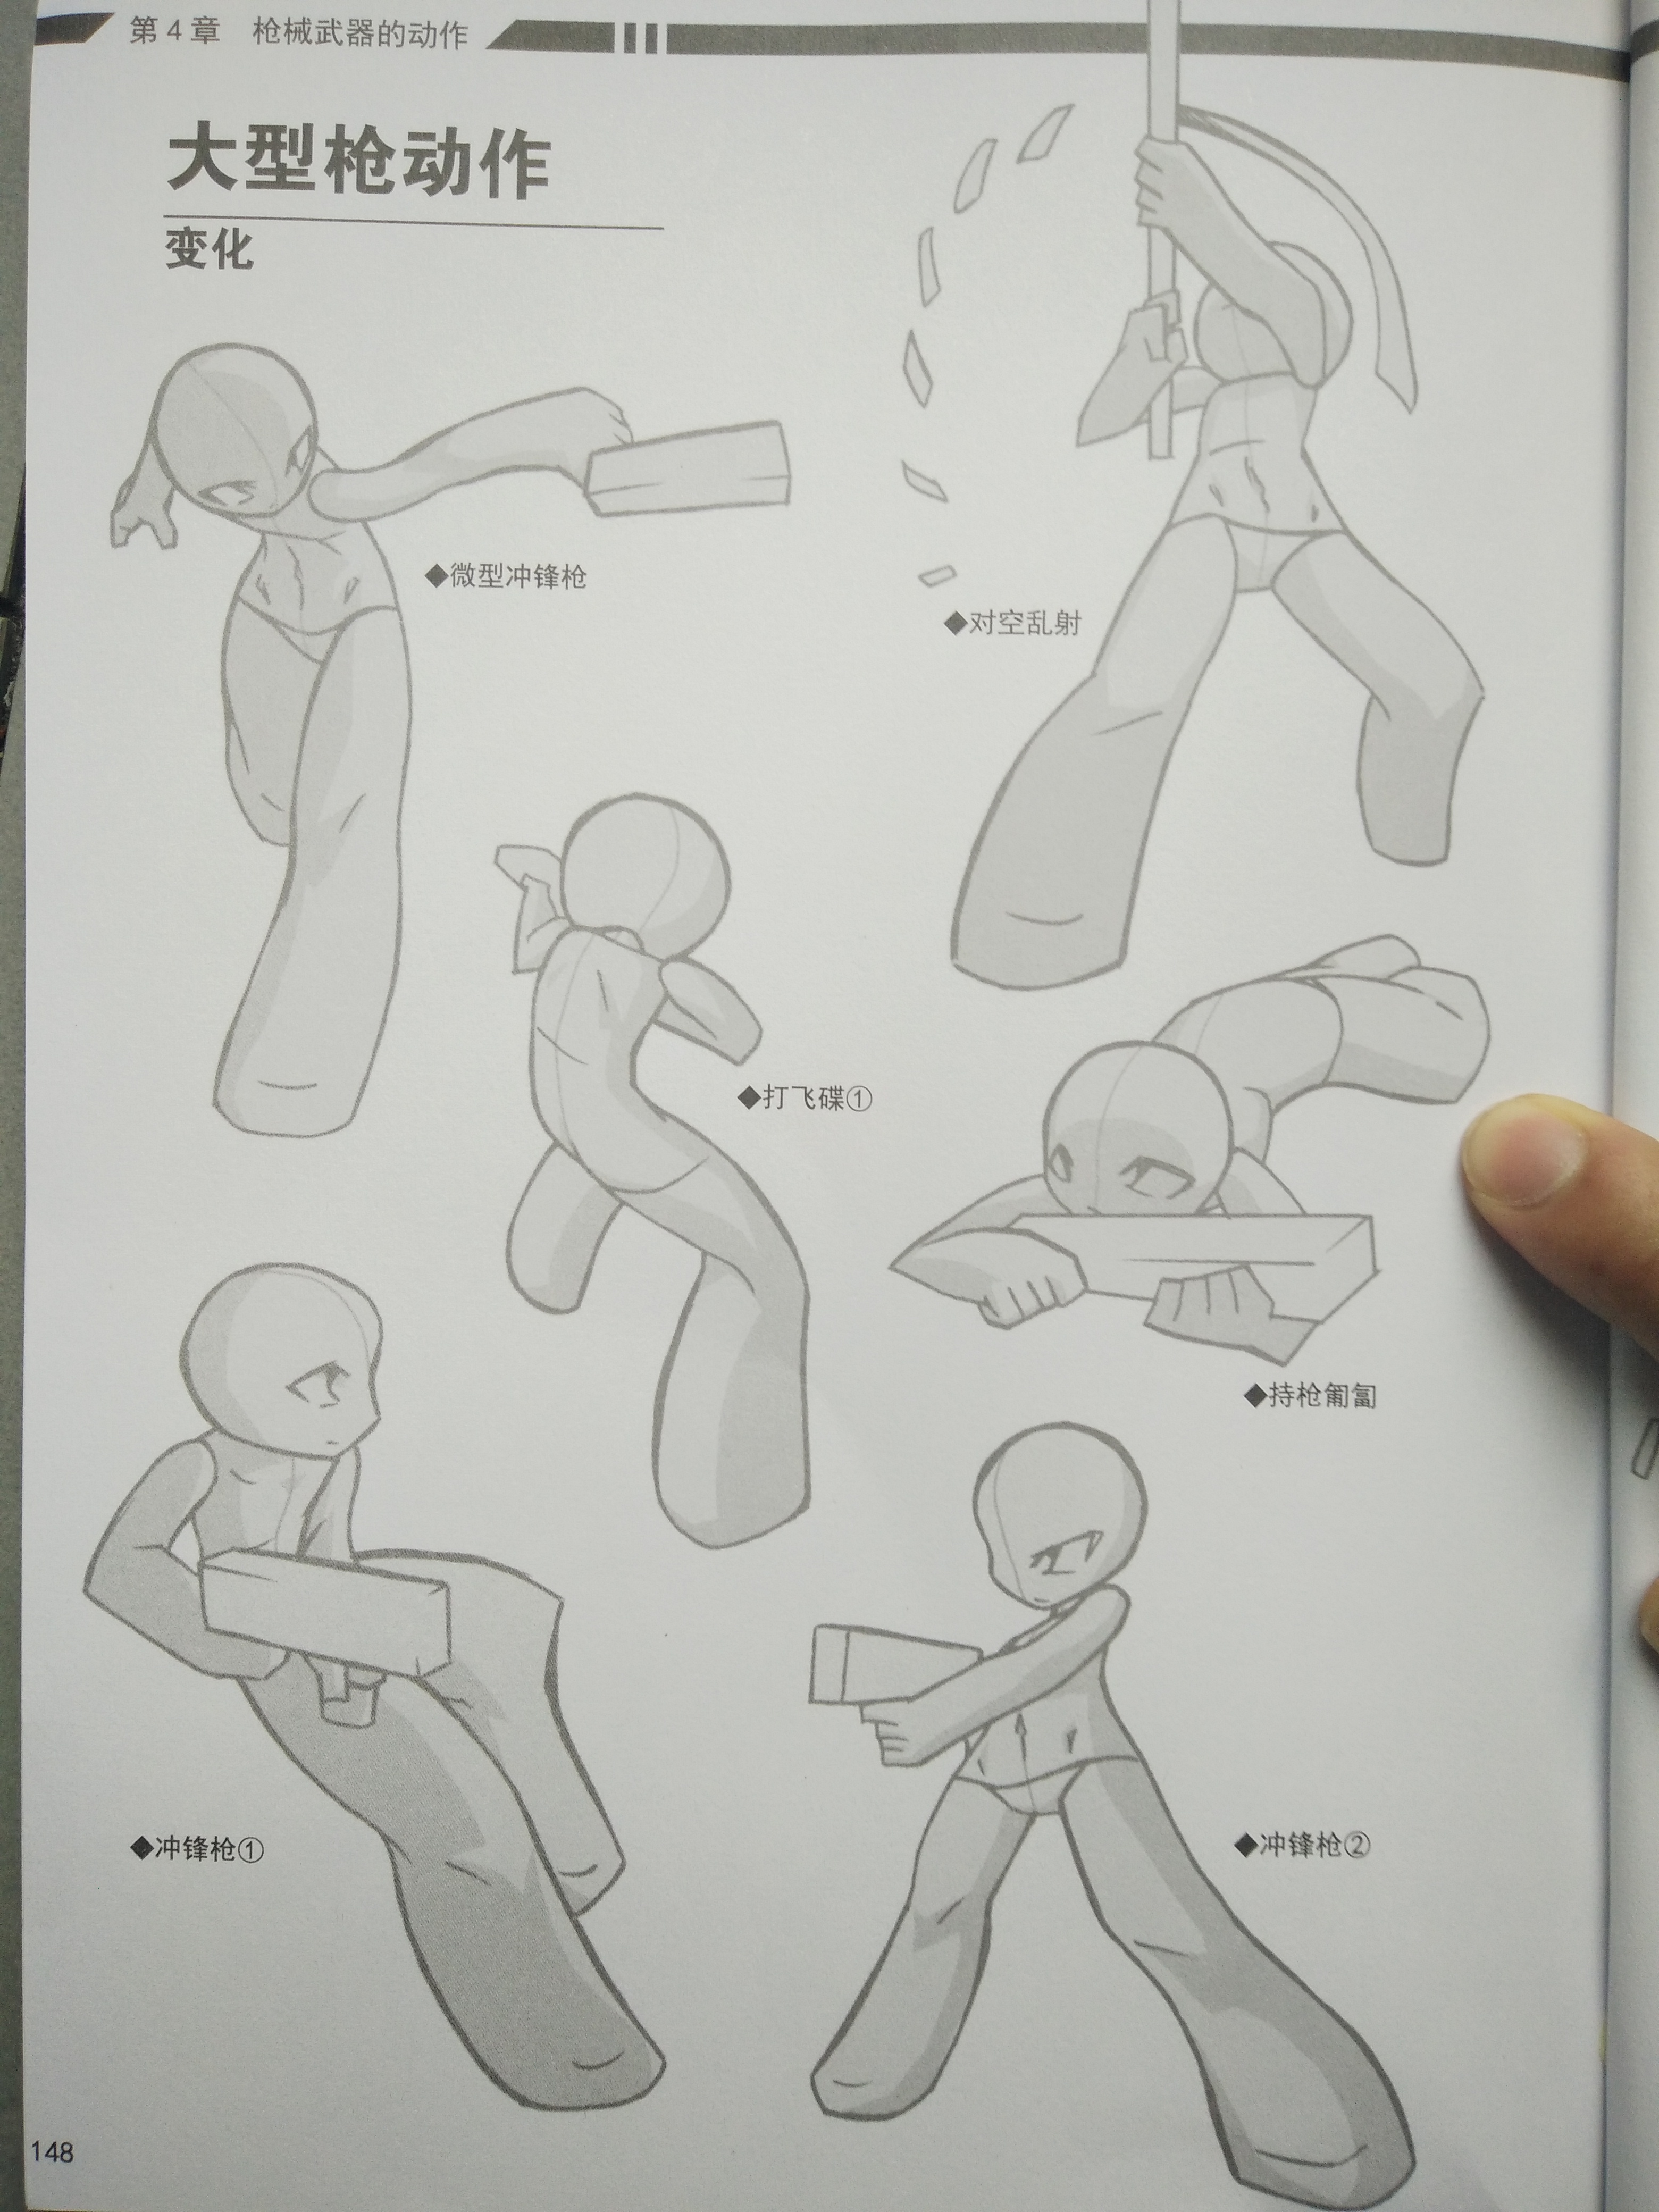 第4章 枪械武器的动作
大型枪动作
变化
◆微型冲锋枪
◆对空乱射
◆打飞碟①
◆持枪匍匐
◆冲锋枪①
◆冲锋枪②
148